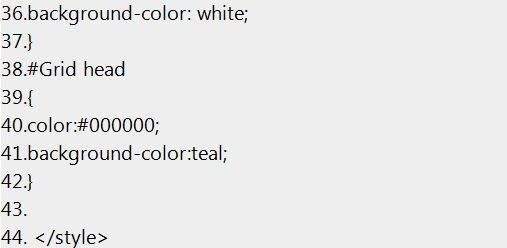 36.background-color: white;
37.}
38.#Grid head
39.{
40.color:#000000;
41.background-color:teal;
42.}
43.
44. </style>